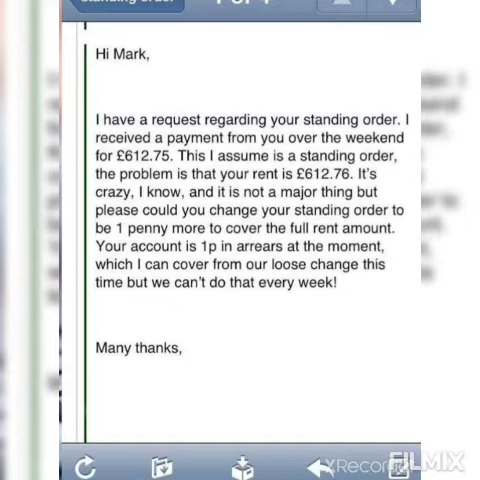 Hi Mark,
I have a request regarding your standing order. I
received a payment from you over the weekend
for £612.75. This I assume is a standing order,
the problem is that your rent is £612.76. It's
crazy, I know, and it is not a major thing but
please could you change your standing order to
be 1 penny more to cover the full rent amount.
Your account is 1p in arrears at the moment,
which I can cover from our loose change this
time but we can't do that every week!
Many thanks,
XRecorder
FILMIX